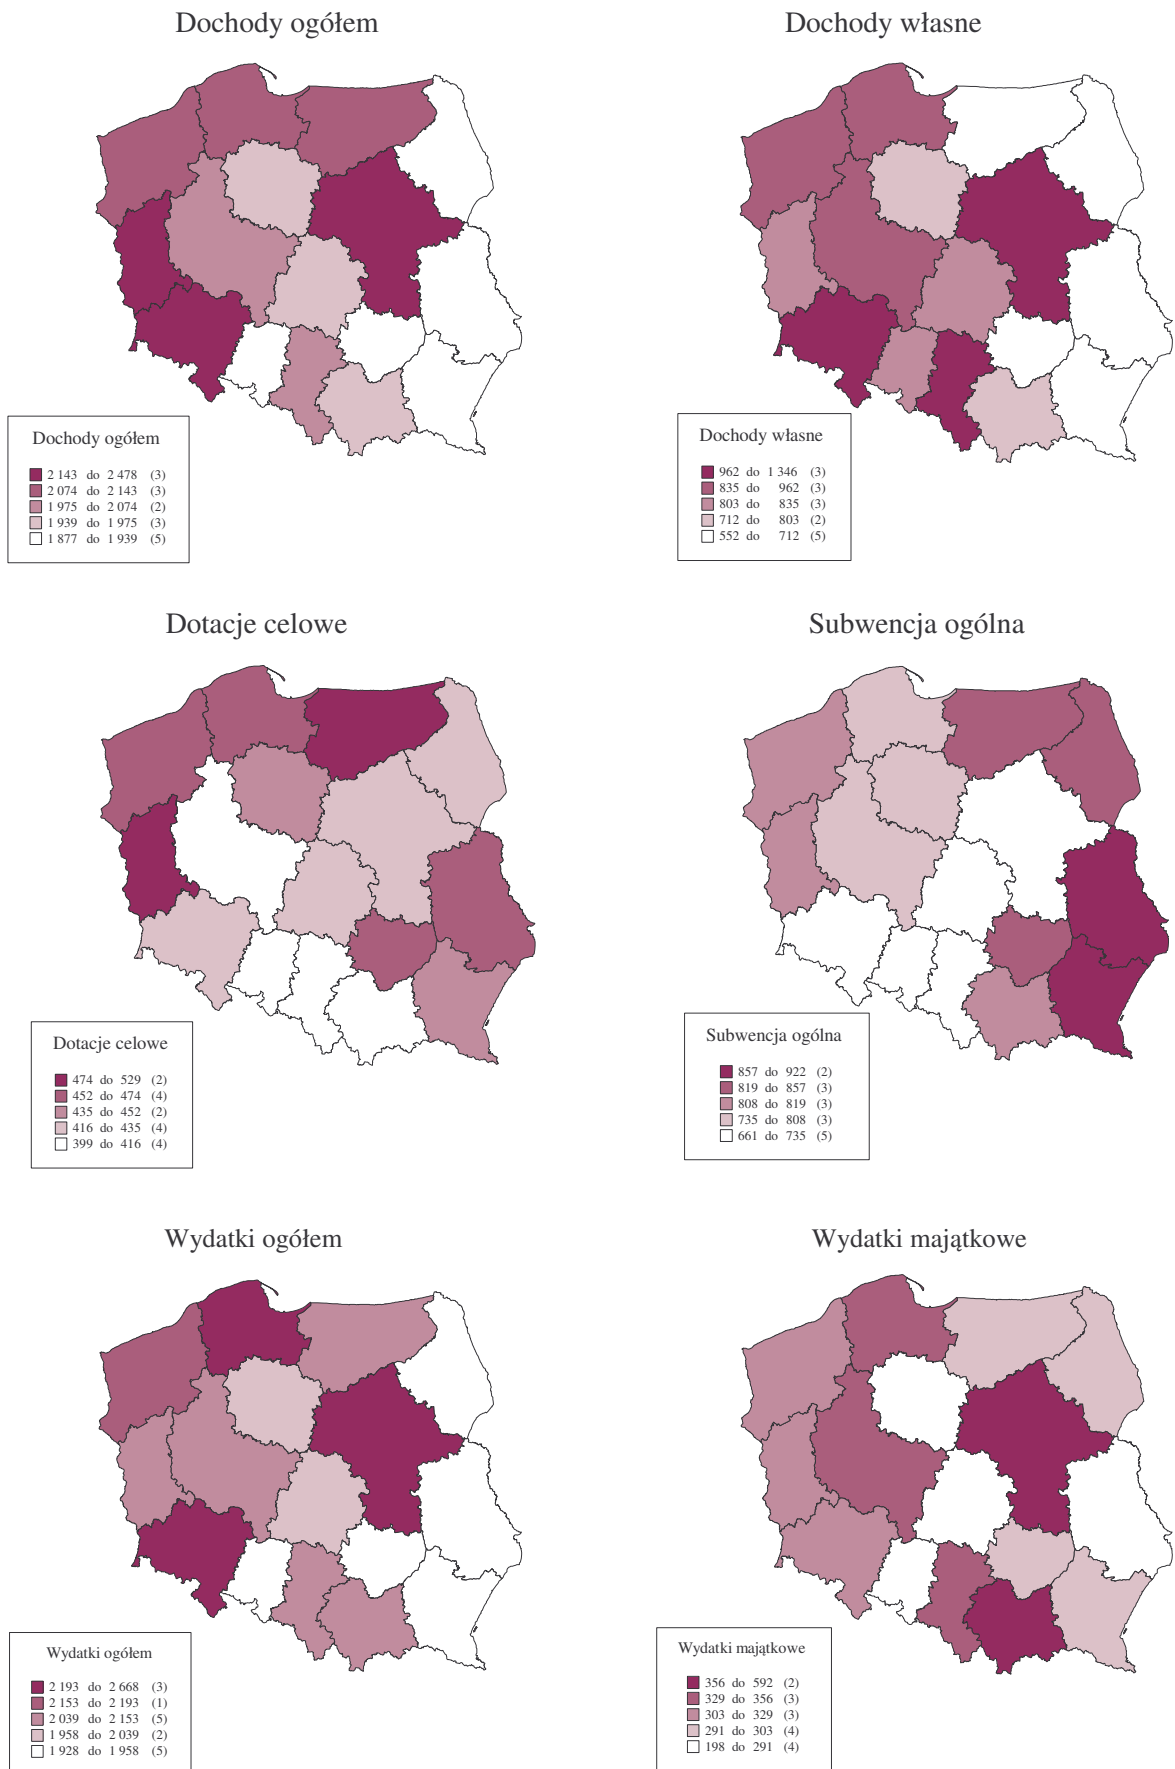 Dochody ogółem
Dochody własne
Dochody ogółem
2 143 do 2 478 (3)
2 074 do 2 143 (3)
1 975 do 2 074 (2)
1 939 do 1 975 (3)
1 877 do 1 939 (5)
Dochody własne
962 do 1 346 (3)
835 do 962 (3)
803 do 835 (3)
712 do 803 (2)
552 do 712 (5)
Dotacje celowe
Subwencja ogólna
Dotacje celowe
474 do 529 (2)
452 do 474 (4)
435 do 452 (2)
416 do 435 (4)
399 do 416 (4)
Subwencja ogólna
857 do 922 (2)
819 do 857 (3)
808 do 819 (3)
735 do 808 (3)
661 do 735 (5)
Wydatki ogółem
Wydatki majątkowe
Wydatki ogółem
2 193 do 2 668 (3)
2 153 do 2 193 (1)
2 039 do 2 153 (5)
1 958 do 2 039 (2)
1 928 do 1 958 (5)
Wydatki majątkowe
356 do 592 (2)
329 do 356 (3)
303 do 329 (3)
291 do 303 (4)
198 do 291 (4)